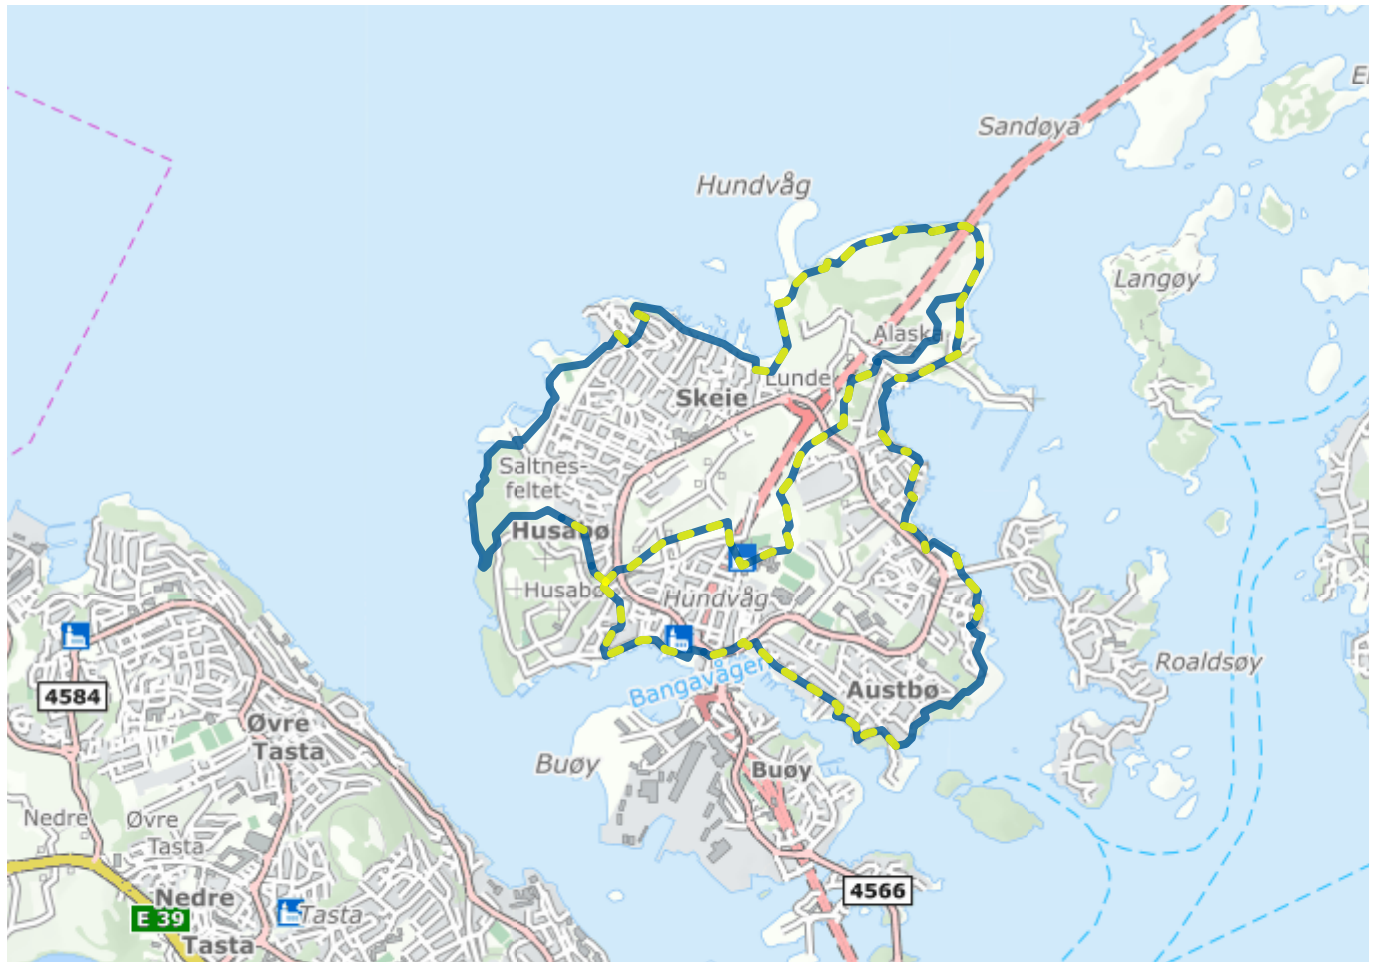 Sandøya
Hundvåg
Langøy
Alaska
Lunde
Skeie
Saltnes-
feltet
Husabø
Husabø
Hundvåg
Roaldsøy
Bangavågen
Austbø
4584
Øvre
Tasta
Buøy
Buøy
Nedre
Øvre
Tasta
4566
Nedre
Tasta
E 39
Tasta